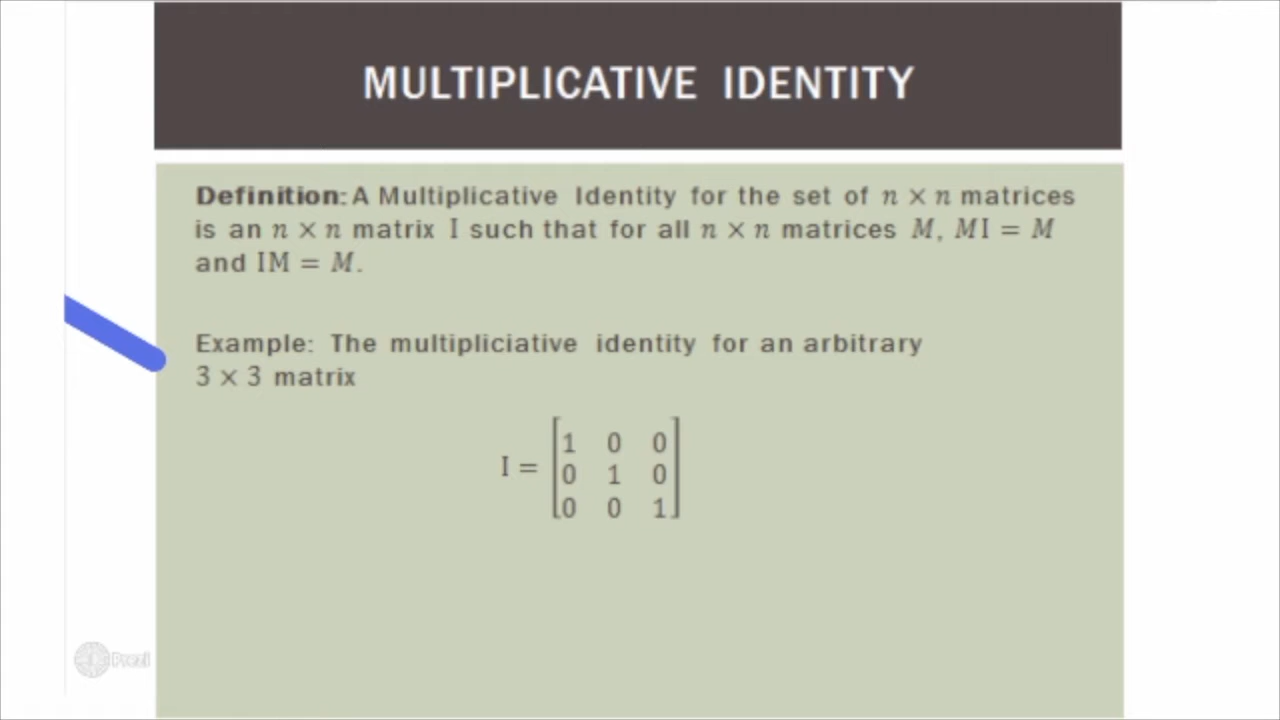 MULTIPLICATIVE IDENTITY
Definition: A Multiplicative Identity for the set of n × n matrices
is an n × n matrix I such that for all n × n matrices M, MI = M
and IM = M.
Example: The multipliciative identity for an arbitrary
3 × 3 matrix
I = [1 0 0
0 1 0
0 0 1]
Prezi